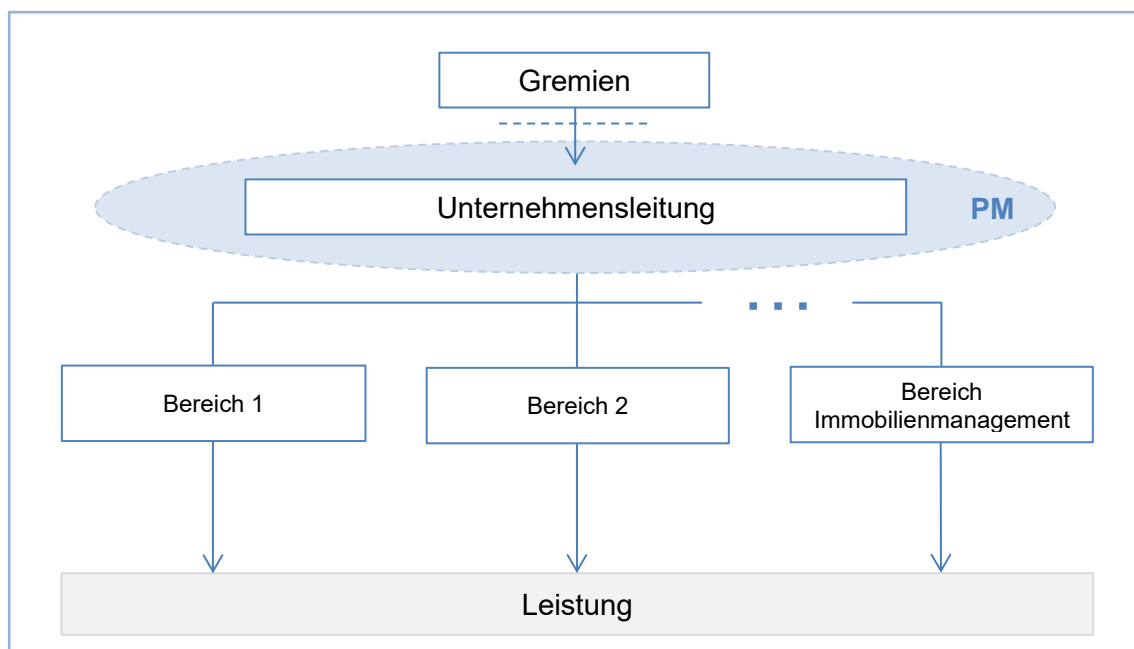 Gremien
Unternehmensleitung
PM
...
Bereich 1
Bereich 2
Bereich
Immobilienmanagement
Leistung